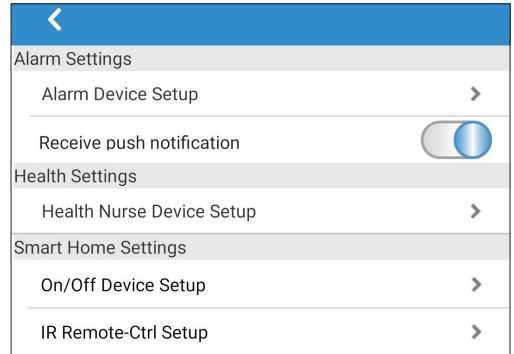 Alarm Settings
Alarm Device Setup
Receive push notification
Health Settings
Health Nurse Device Setup
Smart Home Settings
On/Off Device Setup
IR Remote-Ctrl Setup